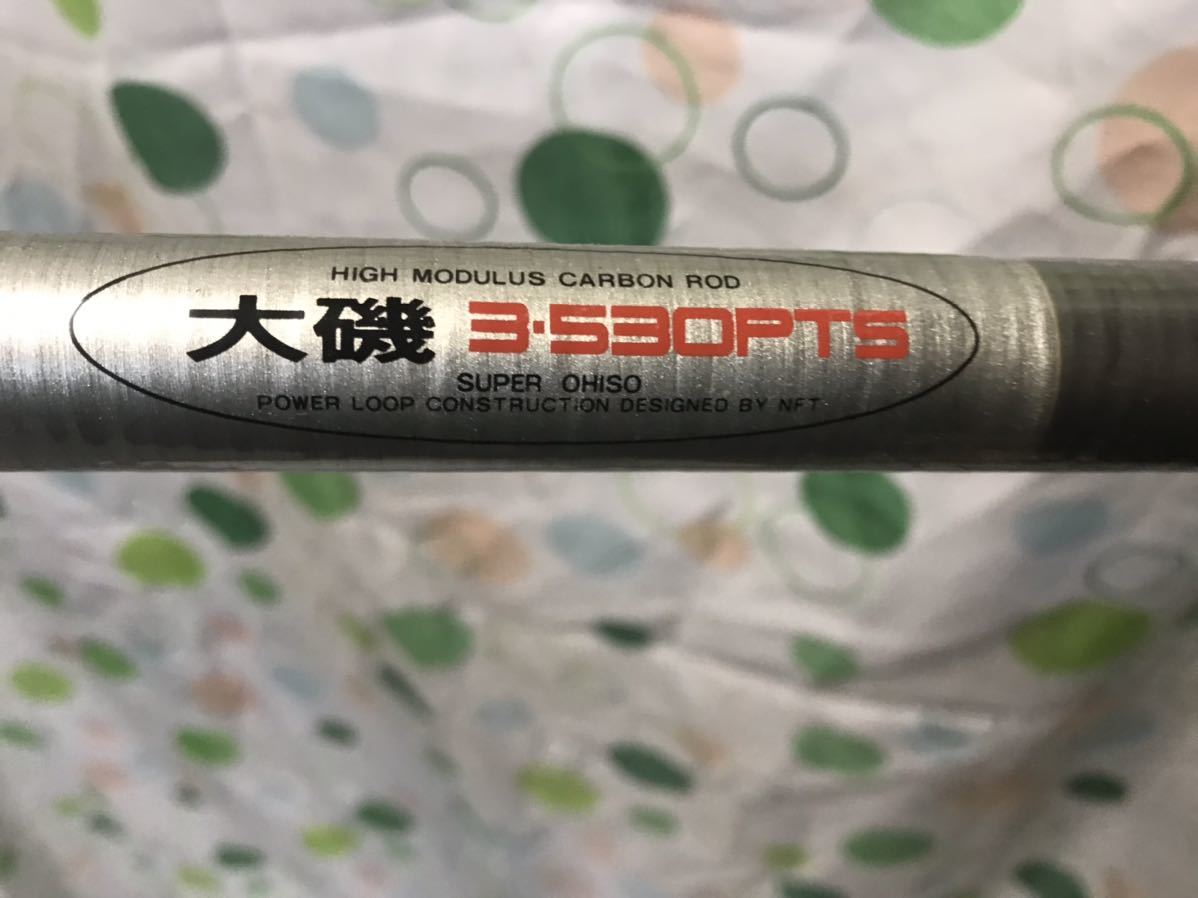 HIGH MODULUS CARBON ROD
大磯 3·530PTS
SUPER OHISO
POWER LOOP CONSTRUCTION DESIGNED BY NFT